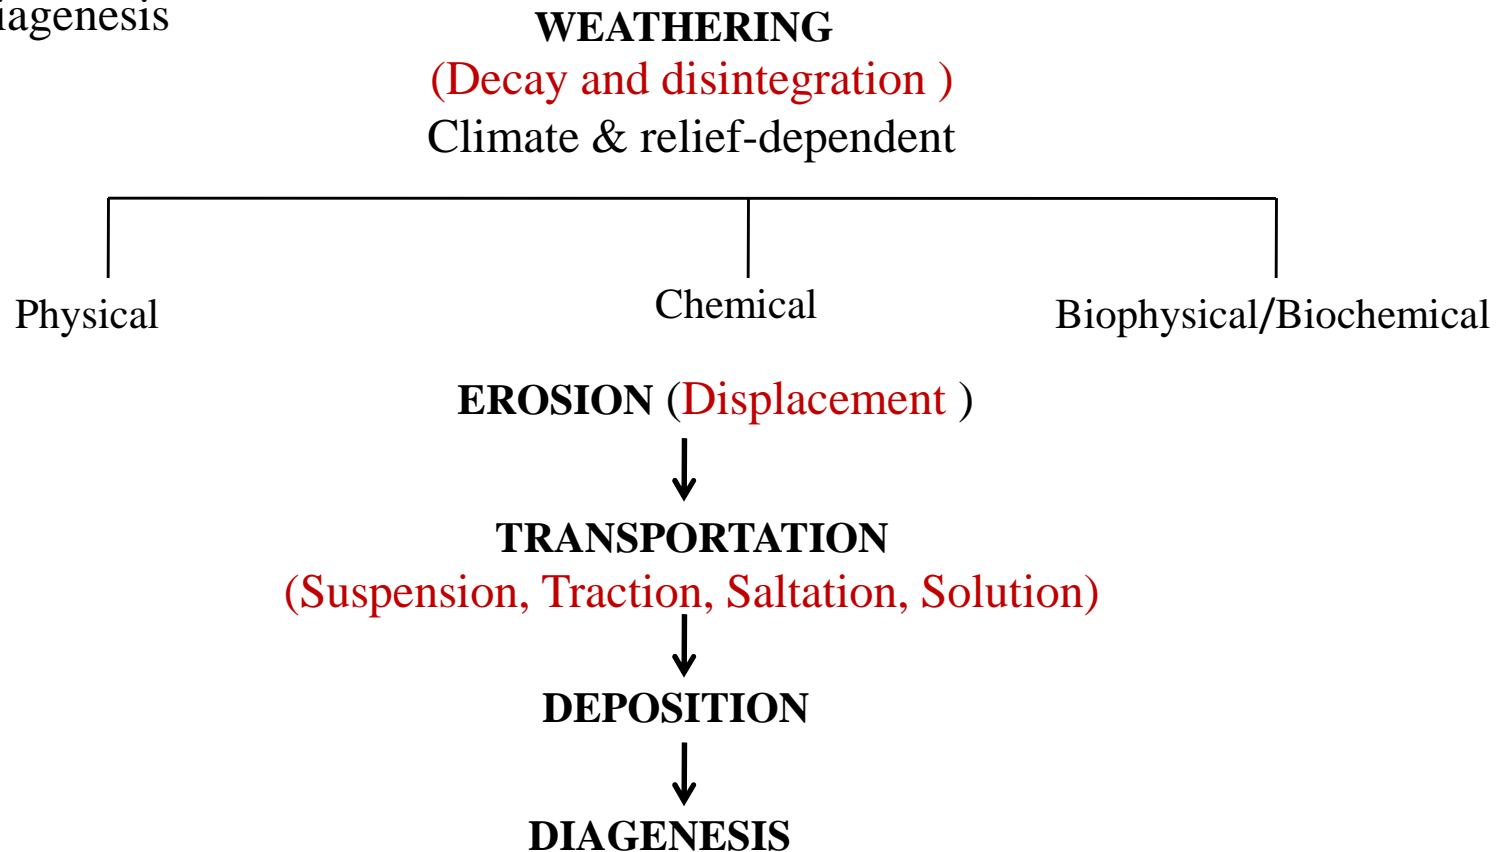 iagenesis
WEATHERING
(Decay and disintegration )
Climate & relief-dependent
Physical
Chemical
Biophysical/Biochemical
EROSION (Displacement )
TRANSPORTATION
(Suspension, Traction, Saltation, Solution)
DEPOSITION
DIAGENESIS